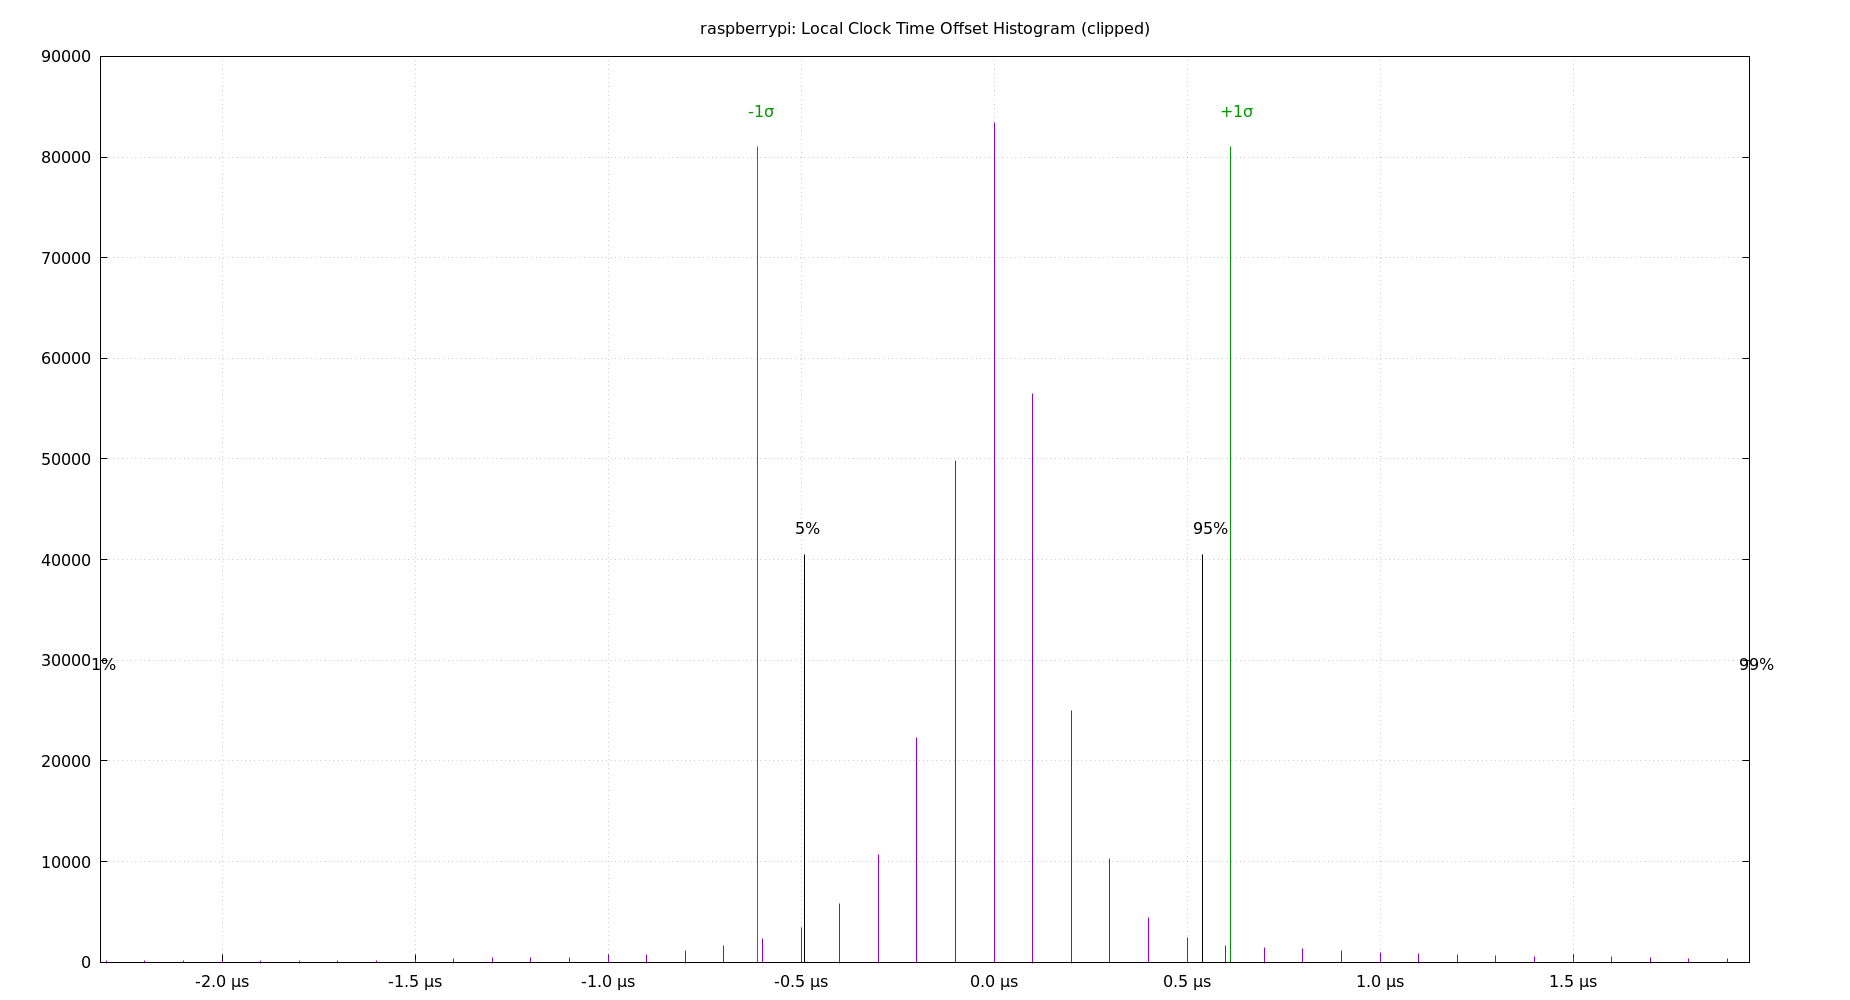 raspberrypi: Local Clock Time Offset Histogram (clipped)
90000
-1σ
+1σ
80000
70000
60000
50000
5%
95%
40000
30000
1%
99%
20000
10000
0
-2.0 µs
-1.5 µs
-1.0 µs
-0.5 µs
0.0 µs
0.5 µs
1.0 µs
1.5 µs